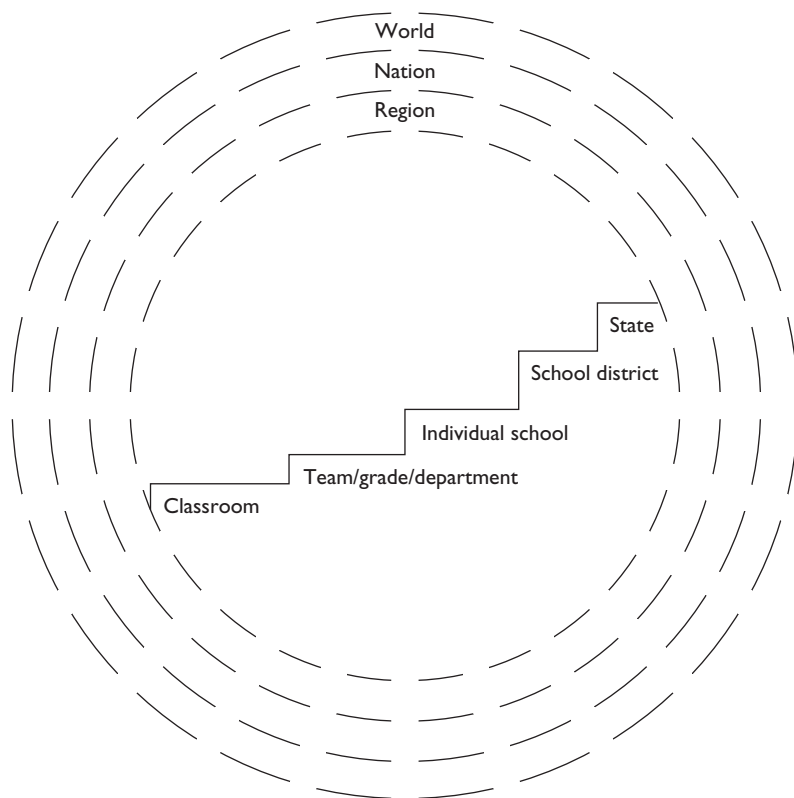 World
Nation
Region
State
School district
Individual school
Team/grade/department
Classroom